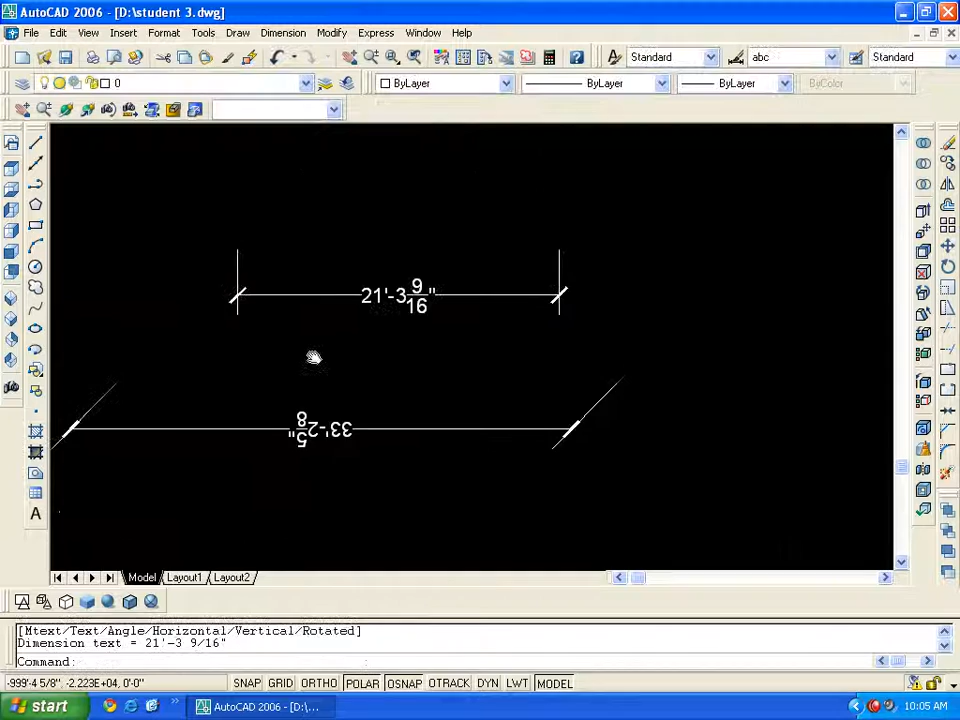 AutoCAD 2006 - [D:\student 3.dwg]
File Edit View Insert Format Tools Draw Dimension Modify Express Window Help
Standard abc Standard
0 ByLayer ByLayer ByLayer ByColor
21'-3 9/16"
33'-2 5/8"
Model Layout1 Layout2
[Mtext/Text/Angle/Horizontal/Vertical/Rotated]
Dimension text = 21'-3 9/16"
Command:
-999'-4 5/8", -2.223E+04, 0'-0" SNAP GRID ORTHO POLAR OSNAP OTRACK DYN LWT MODEL
start AutoCAD 2006 - [D:\... 10:05 AM